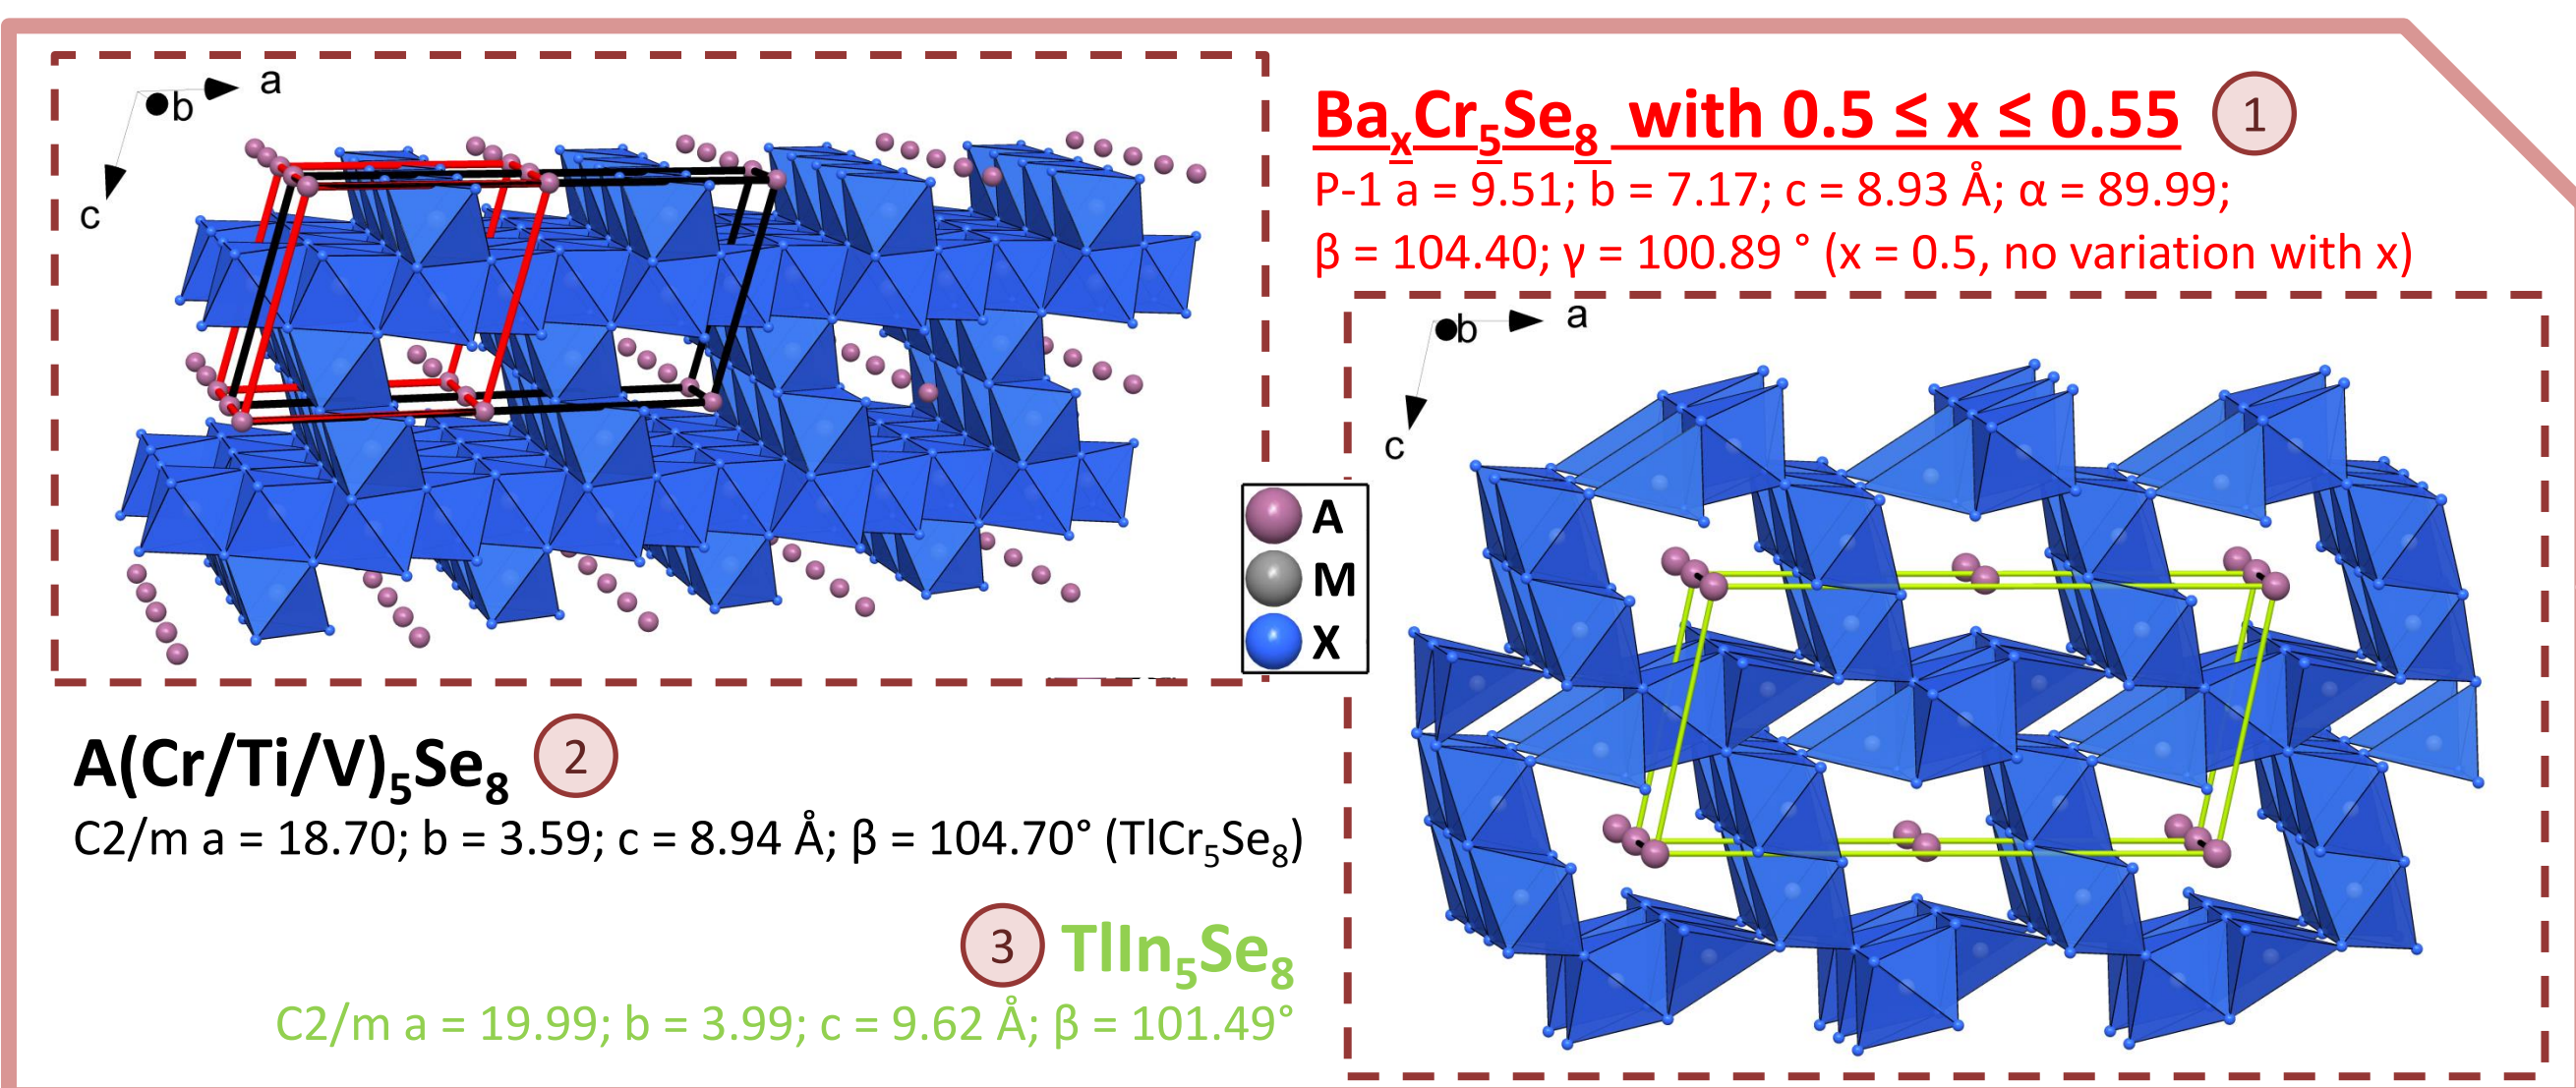 a
b
c
BaₓCr₅Se₈ with 0.5 ≤ x ≤ 0.55 1
P-1 a = 9.51; b = 7.17; c = 8.93 Å; α = 89.99;
β = 104.40; γ = 100.89 ° (x = 0.5, no variation with x)
b a
c
A
M
X
A(Cr/Ti/V)₅Se₈ 2
C2/m a = 18.70; b = 3.59; c = 8.94 Å; β = 104.70° (TlCr₅Se₈)
3 TlIn₅Se₈
C2/m a = 19.99; b = 3.99; c = 9.62 Å; β = 101.49°